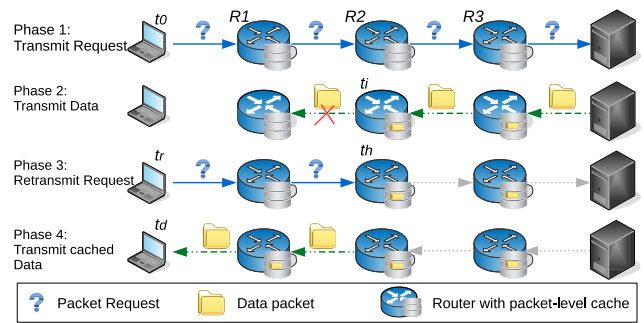 t0 R1 R2 R3
Phase 1:
Transmit Request
? ? ? ?
Phase 2:
Transmit Data
ti
Phase 3:
Retransmit Request
tr th
? ?
Phase 4:
Transmit cached
Data
td
? Packet Request Data packet Router with packet-level cache